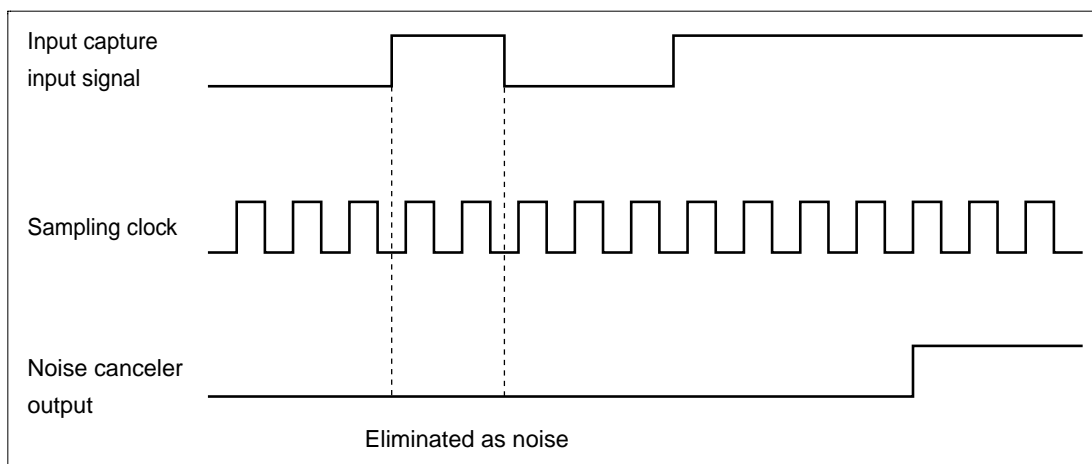 Input capture
input signal
Sampling clock
Noise canceler
output
Eliminated as noise